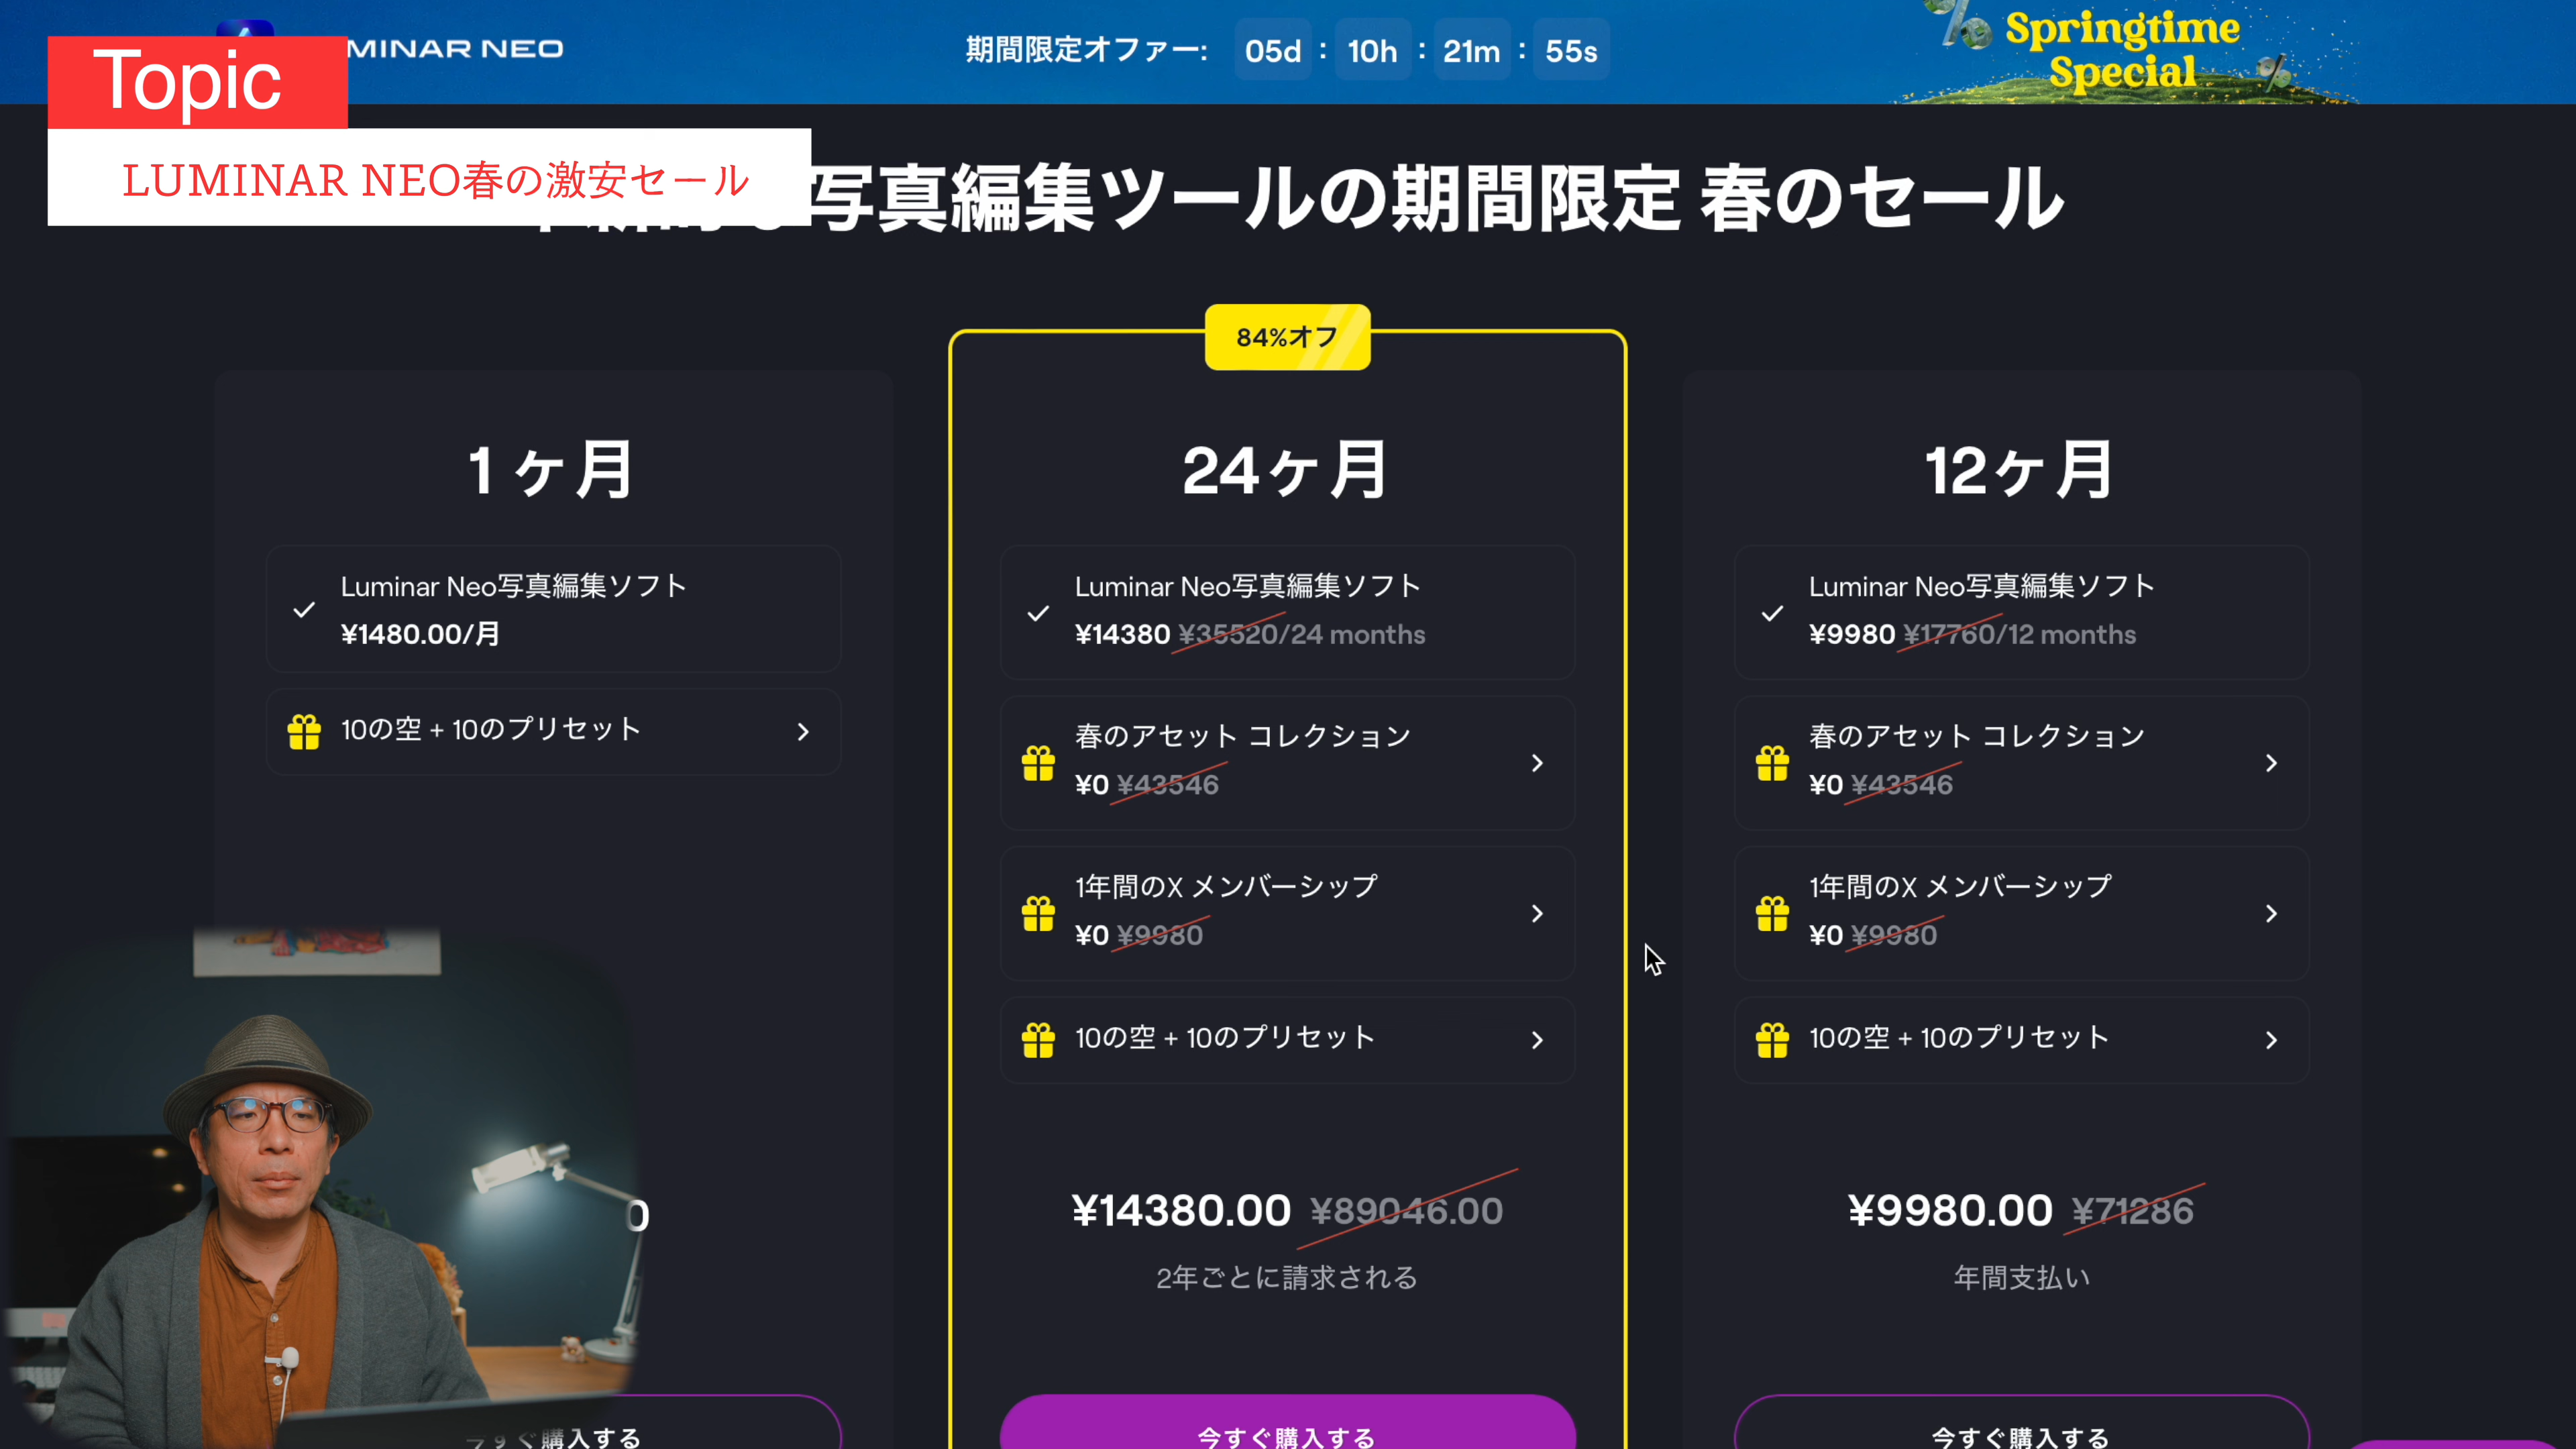 MINAR NEO
期間限定オファー: 05d : 10h : 21m : 55s
Springtime
Special
Topic
LUMINAR NEO春の激安セール
写真編集ツールの期間限定 春のセール
1 ヶ月
Luminar Neo写真編集ソフト
¥1480.00/月
10の空 + 10のプリセット
0
購入する
84%オフ
24ヶ月
Luminar Neo写真編集ソフト
¥14380 ¥35520/24 months
春のアセット コレクション
¥0 ¥43546
1年間のX メンバーシップ
¥0 ¥9980
10の空 + 10のプリセット
¥14380.00 ¥89046.00
2年ごとに請求される
今すぐ購入する
12ヶ月
Luminar Neo写真編集ソフト
¥9980 ¥17760/12 months
春のアセット コレクション
¥0 ¥43546
1年間のX メンバーシップ
¥0 ¥9980
10の空 + 10のプリセット
¥9980.00 ¥71286
年間支払い
今すぐ購入する